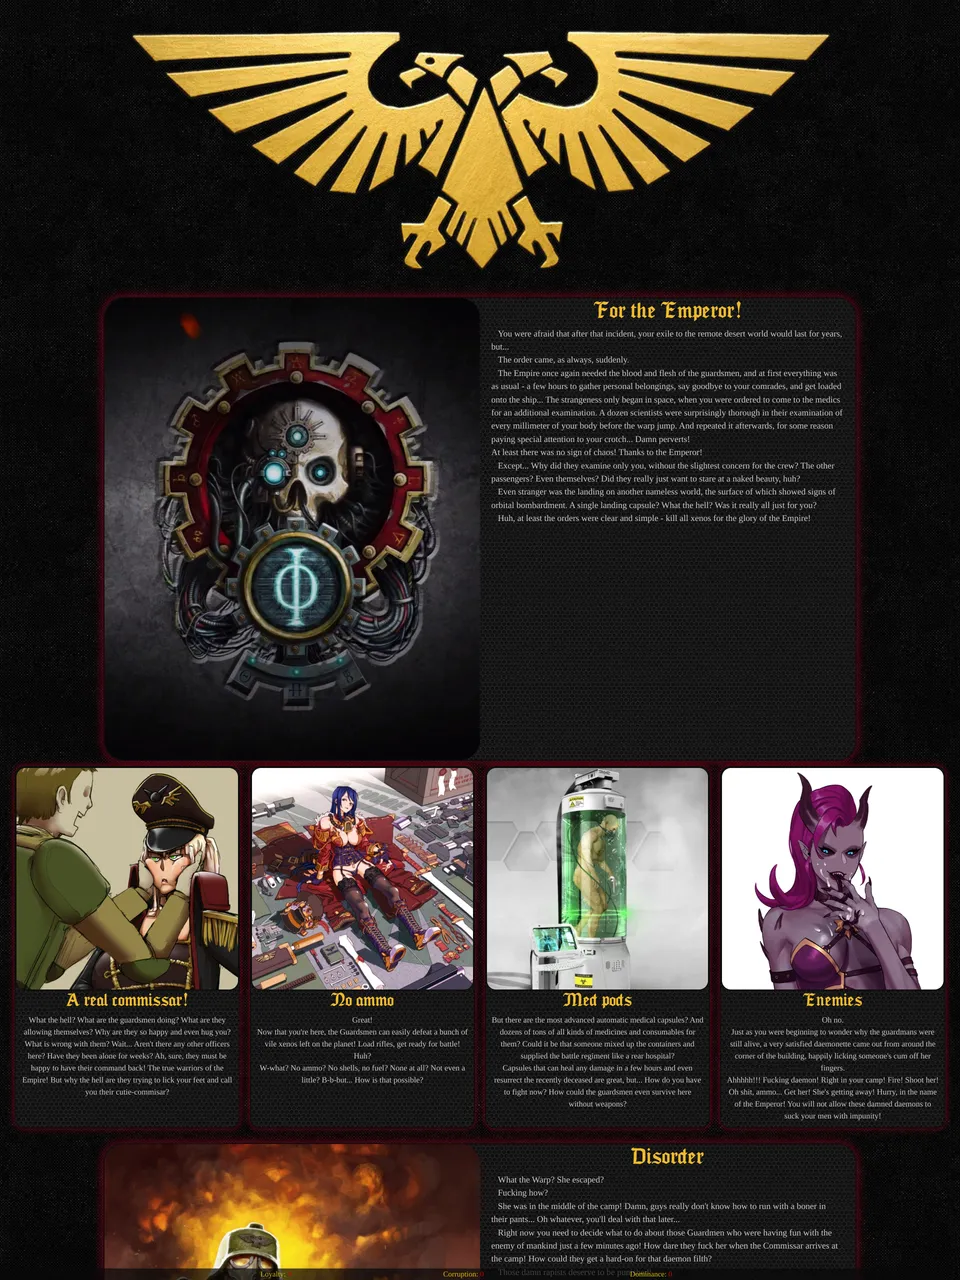 For the Emperor!
You were afraid that after that incident, your exile to the remote desert world would last for years,
but...
The order came, as always, suddenly.
The Empire once again needed the blood and flesh of the guardsmen, and at first everything was
as usual - a few hours to gather personal belongings, say goodbye to your comrades, and get loaded
onto the ship... The strangeness only began in space, when you were ordered to come to the medics
for an additional examination. A dozen scientists were surprisingly thorough in their examination of
every millimeter of your body before the warp jump. And repeated it afterwards, for some reason
paying special attention to your crotch... Damn perverts!
At least there was no sign of chaos! Thanks to the Emperor!
Except... Why did they examine only you, without the slightest concern for the crew? The other
passengers? Even themselves? Did they really just want to stare at a naked beauty, huh?
Even stranger was the landing on another nameless world, the surface of which showed signs of
orbital bombardment. A single landing capsule? What the hell? Was it really all just for you?
Huh, at least the orders were clear and simple - kill all xenos for the glory of the Empire!
A real commissar!
What the hell? What are the guardsmen doing? What are they
allowing themselves? Why are they so happy and even hug you?
What is wrong with them? Wait... Aren't there any other officers
here? Have they been alone for weeks? Ah, sure, they must be
happy to have their command back! The true warriors of the
Empire! But why the hell are they trying to lick your feet and call
you their cutie-commisar?
No ammo
Great!
Now that you're here, the Guardsmen can easily defeat a bunch of
vile xenos left on the planet! Load rifles, get ready for battle!
Huh?
W-what? No ammo? No shells, no fuel? None at all? Not even a
little? B-b-but... How is that possible?
Med pods
But there are the most advanced automatic medical capsules? And
dozens of tons of all kinds of medicines and consumables for
them? Could it be that someone mixed up the containers and
supplied the battle regiment like a rear hospital?
Capsules that can heal any damage in a few hours and even
resurrect the recently deceased are great, but... How do you have
to fight now? How could the guardsmen even survive here
without weapons?
Enemies
Oh no.
Just as you were beginning to wonder why the guardmans were
still alive, a very satisfied daemonette came out from around the
corner of the building, happily licking someone's cum off her
fingers.
Ahhhhh!!! Fucking daemon! Right in your camp! Fire! Shoot her!
Oh shit, ammo... Get her! She's getting away! Hurry, in the name
of the Emperor! You will not allow these damned daemons to
suck your men with impunity!
Disorder
What the Warp? She escaped?
Fucking how?
She was in the middle of the camp! Damn, guys really don't know how to run with a boner in
their pants... Oh whatever, you'll deal with that later...
Right now you need to decide what to do about those Guardmen who were having fun with the
enemy of mankind just a few minutes ago! How dare they fuck her when the Commissar arrives at
the camp! How could they get a hard-on for that daemon filth?
Those damn rapists deserve to be
Loyalty:
Corruption: 0
Dominance: 0